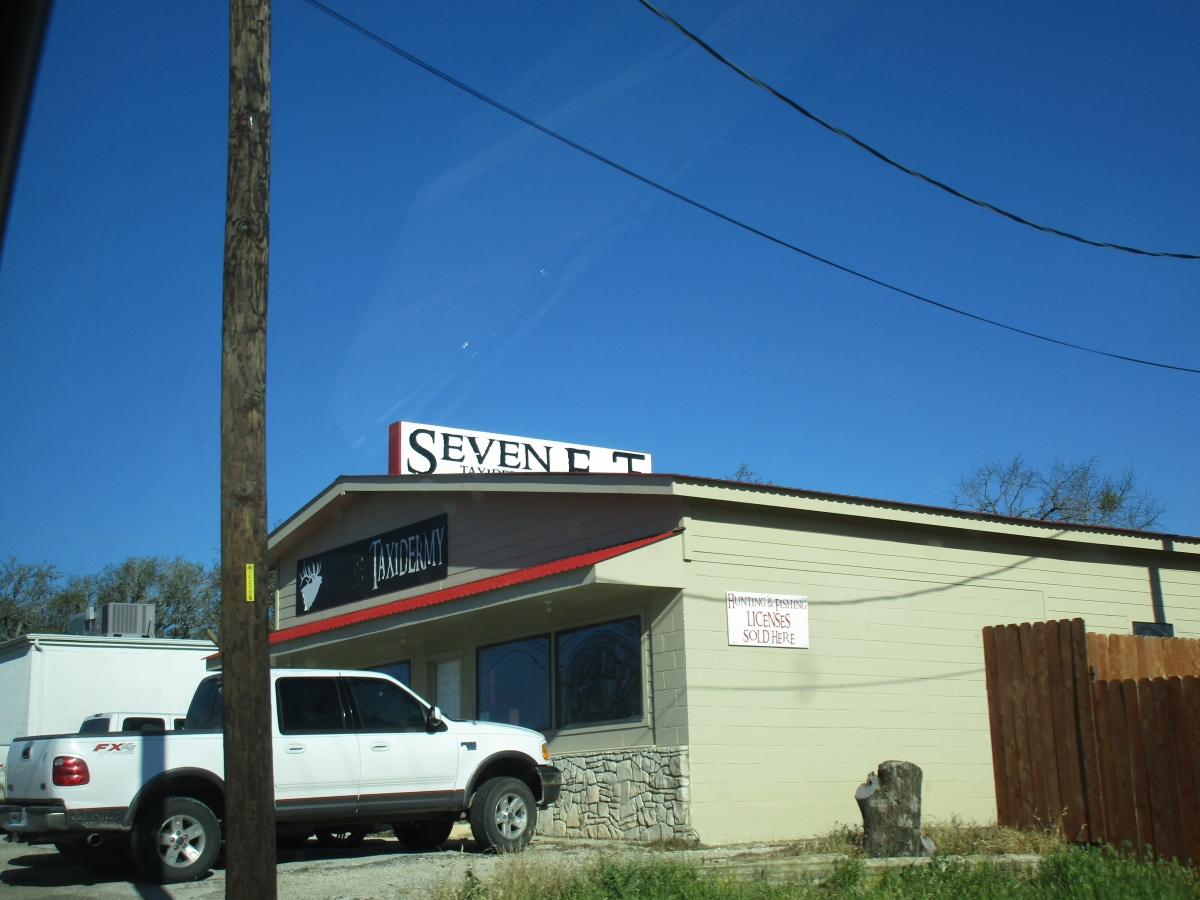 SEVEN E T
TAXIDERMY
HUNTING & FISHING
LICENSES
SOLD HERE
FX4